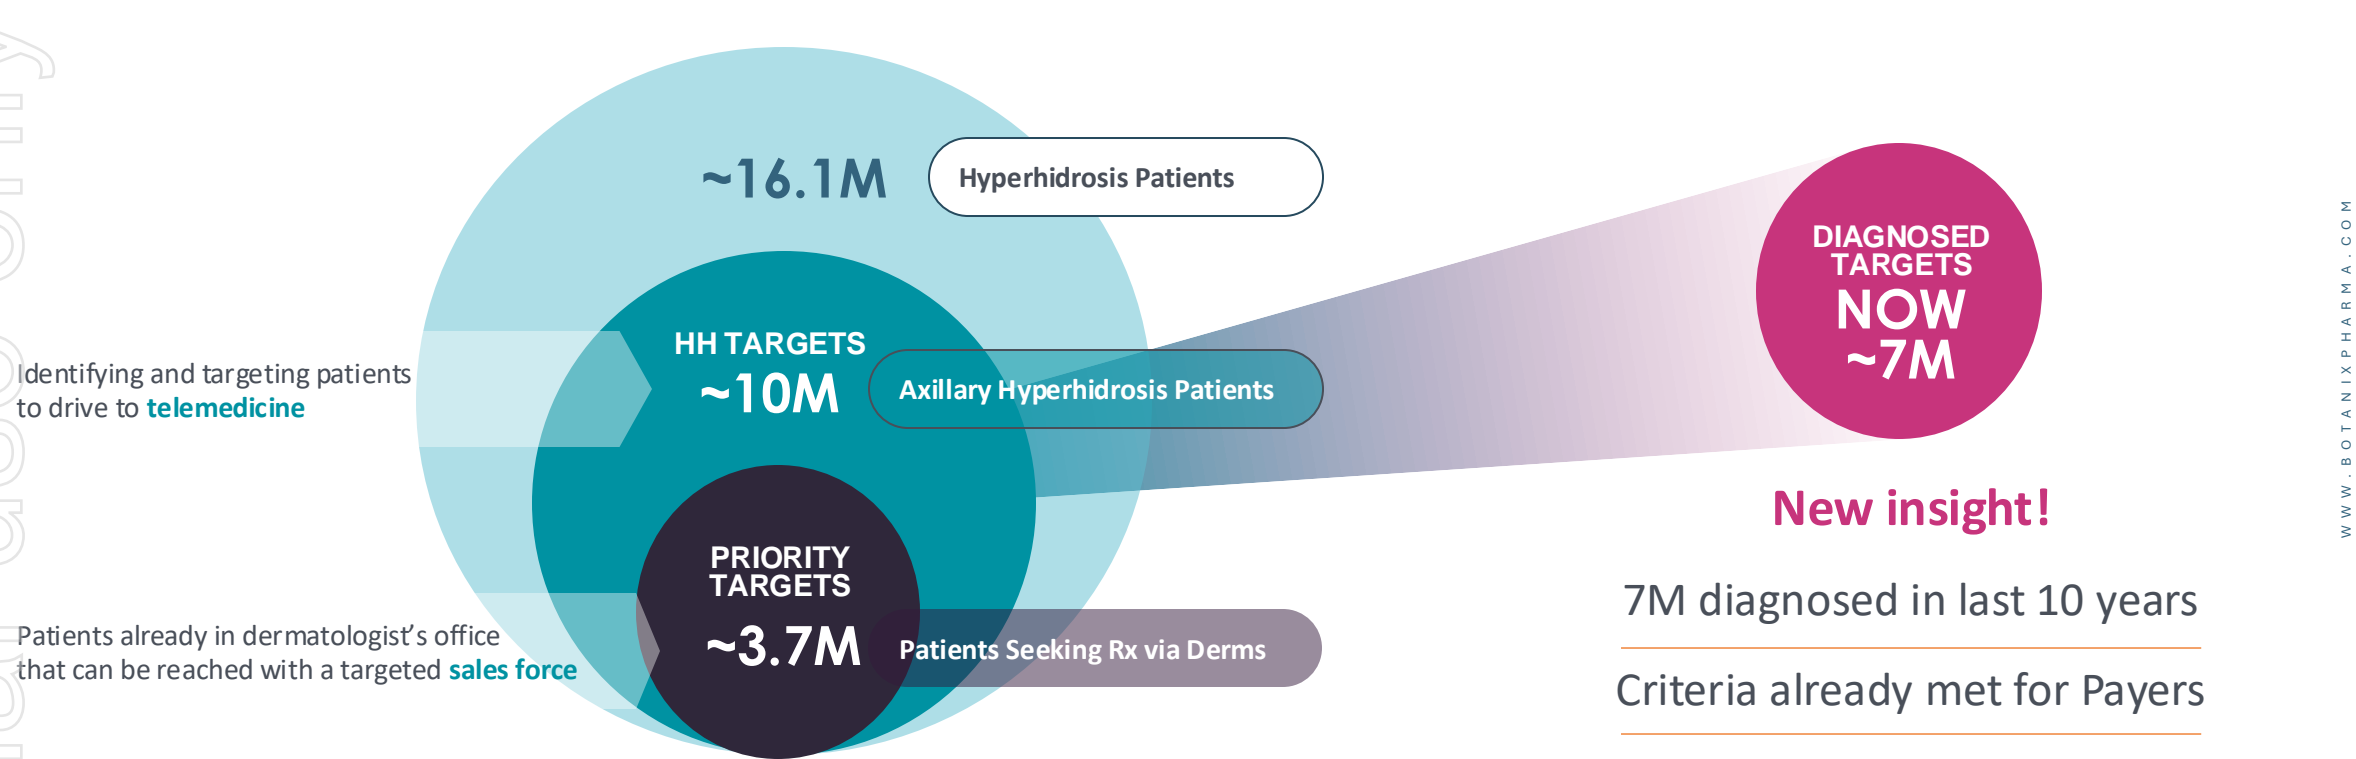 ~16.1M
Hyperhidrosis Patients
HH TARGETS
~10M
Axillary Hyperhidrosis Patients
Identifying and targeting patients
to drive to telemedicine
PRIORITY
TARGETS
~3.7M
Patients Seeking Rx via Derms
Patients already in dermatologist’s office
that can be reached with a targeted sales force
DIAGNOSED
TARGETS
NOW
~7M
New insight!
7M diagnosed in last 10 years
Criteria already met for Payers
WWW.BOTANIXPHARMA.COM